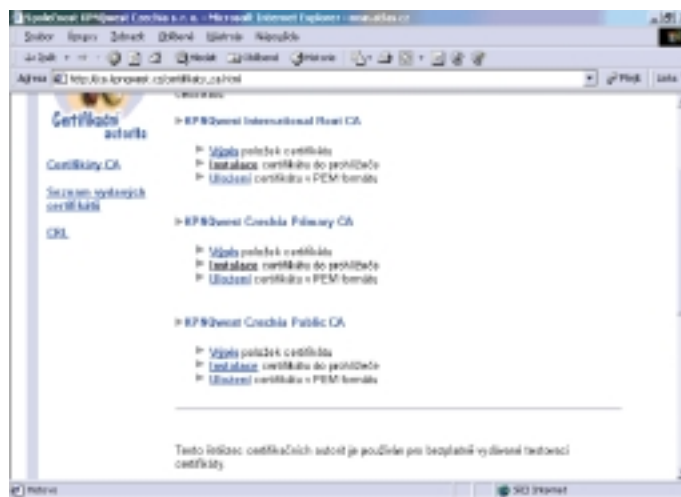 Společnost KPNQwest Czechia s.r.o. - Microsoft Internet Explorer -
Soubor Úpravy Zobrazit Oblíbené Nástroje Nápověda
Zpět Hledat Oblíbené Historie
Adresa
Přejít
Certifikační
autorita
Certifikáty CA
Seznam vydaných
certifikátů
CRL
KPNQwest International Root CA
Výpis položek certifikátu
Instalace certifikátu do prohlížeče
Uložení certifikátu v PEM formátu
KPNQwest Czechia Primary CA
Výpis položek certifikátu
Instalace certifikátu do prohlížeče
Uložení certifikátu v PEM formátu
KPNQwest Czechia Public CA
Výpis položek certifikátu
Instalace certifikátu do prohlížeče
Uložení certifikátu v PEM formátu
Tento řetězec certifikačních autorit je používán pro bezplatně vydávané testovací
certifikáty.
Hotovo
Internet